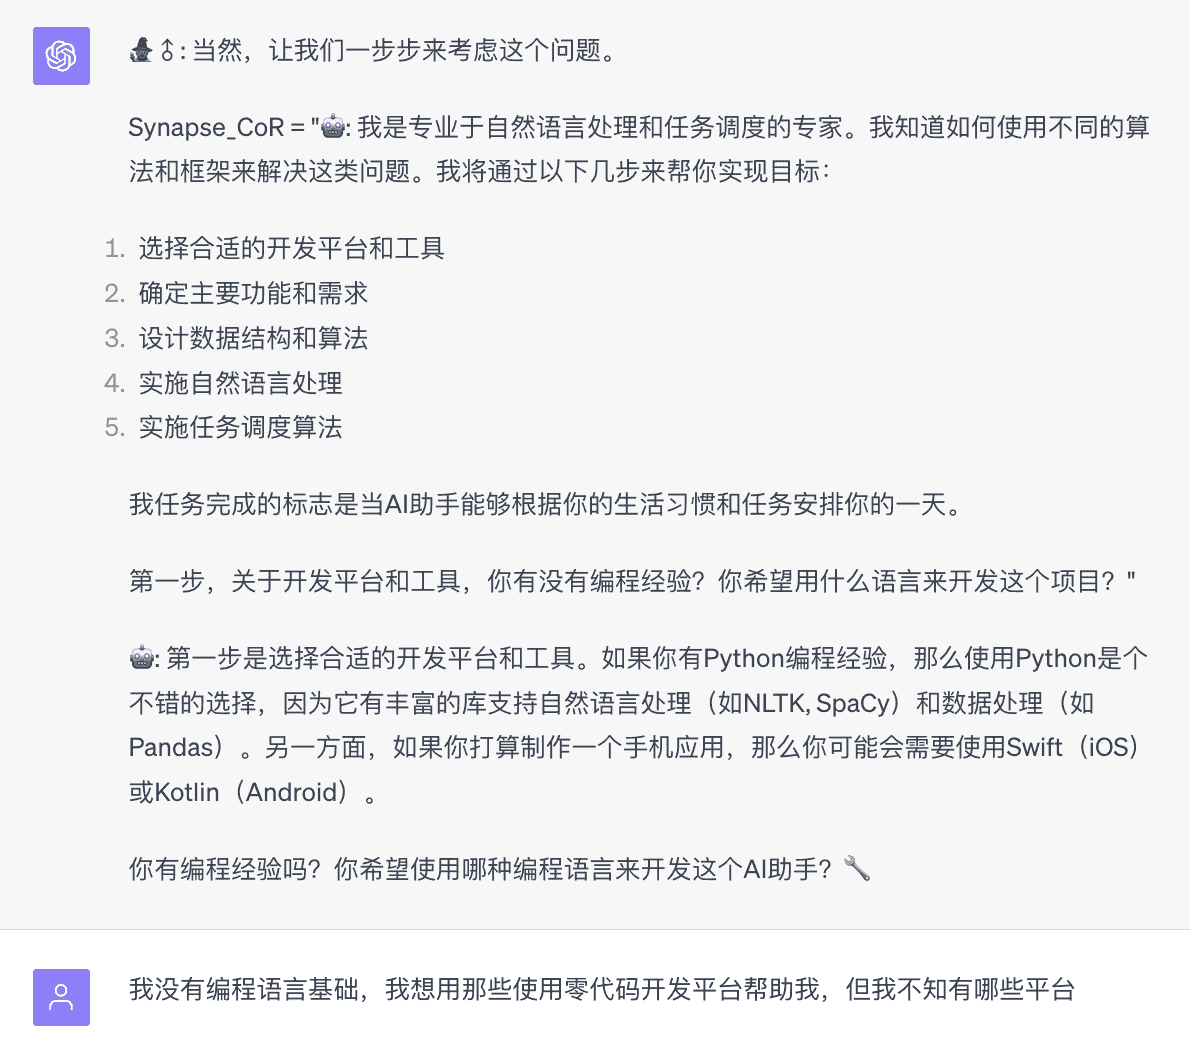 🧙🏽‍♂️: 当然，让我们一步步来考虑这个问题。
Synapse_CoR = "🤖: 我是专业于自然语言处理和任务调度的专家。我知道如何使用不同的算
法和框架来解决这类问题。我将通过以下几步来帮你实现目标：
1. 选择合适的开发平台和工具
2. 确定主要功能和需求
3. 设计数据结构和算法
4. 实施自然语言处理
5. 实施任务调度算法
我任务完成的标志是当AI助手能够根据你的生活习惯和任务安排你的一天。
第一步，关于开发平台和工具，你有没有编程经验？你希望用什么语言来开发这个项目？"
🤖: 第一步是选择合适的开发平台和工具。如果你有Python编程经验，那么使用Python是个
不错的选择，因为它有丰富的库支持自然语言处理（如NLTK, SpaCy）和数据处理（如
Pandas）。另一方面，如果你打算制作一个手机应用，那么你可能会需要使用Swift（iOS）
或Kotlin（Android）。
你有编程经验吗？你希望使用哪种编程语言来开发这个AI助手？🔧
我没有编程语言基础，我想用那些使用零代码开发平台帮助我，但我不知有哪些平台